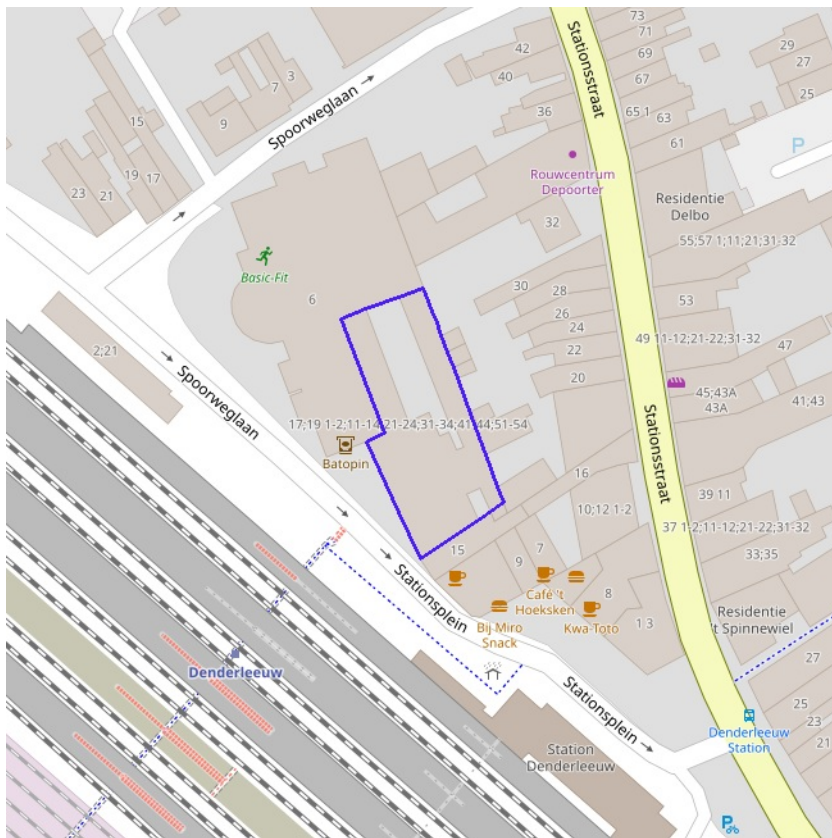 73
71
69
67
65 1
63
61
29
27
25
42
40
36
3
7
9
15
19
17
23
21
Spoorweglaan
Stationsstraat
P
Rouwcentrum
Depoorter
32
Residentie
Delbo
55;57 1;11;21;31-32
Basic-Fit
6
30
28
26
24
22
20
53
49 11-12;21-22;31-32
47
45;43A
43A
41;43
2;21
Spoorweglaan
17;19 1-2;11-14;21-24;31-34;41-44;51-54
Batopin
Stationsstraat
16
10;12 1-2
39 11
37 1-2;11-12;21-22;31-32
33;35
15
9
7
8
1 3
Café 't
Hoeksken
Bij Miro
Snack
Kwa-Toto
Stationsplein
Residentie
't Spinnewiel
27
25
23
21
Denderleeuw
Stationsplein
Station
Denderleeuw
Denderleeuw
Station
P